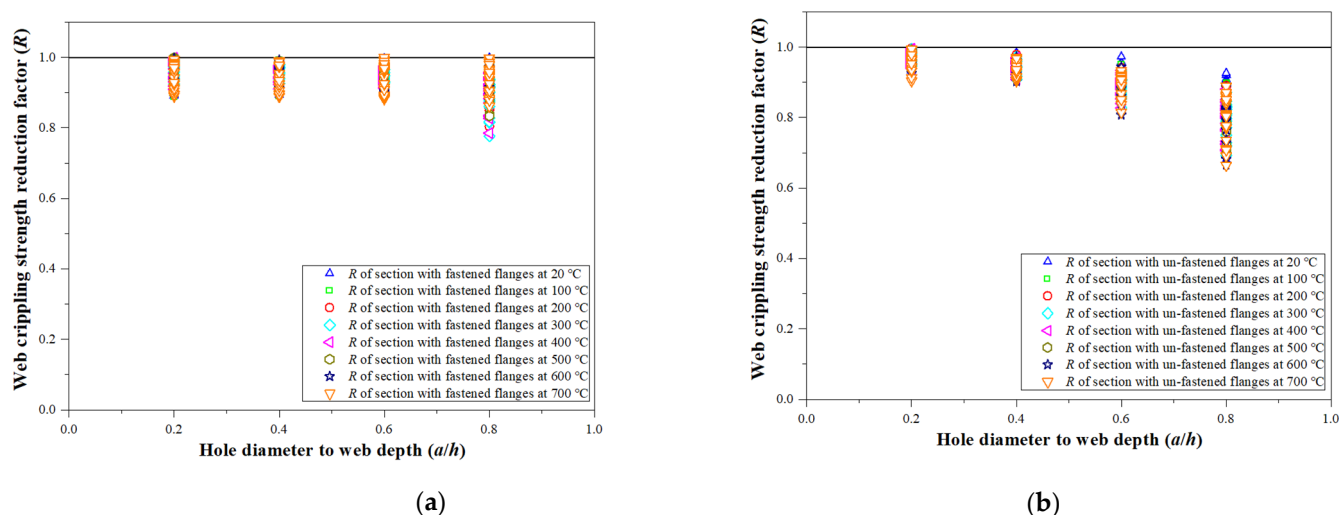 Web crippling strength reduction factor (R)
1.0
0.8
0.6
0.4
0.2
0.0
R of section with fastened flanges at 20 °C
R of section with fastened flanges at 100 °C
R of section with fastened flanges at 200 °C
R of section with fastened flanges at 300 °C
R of section with fastened flanges at 400 °C
R of section with fastened flanges at 500 °C
R of section with fastened flanges at 600 °C
R of section with fastened flanges at 700 °C
0.0 0.2 0.4 0.6 0.8 1.0
Hole diameter to web depth (a/h)
(a)
Web crippling strength reduction factor (R)
1.0
0.8
0.6
0.4
0.2
0.0
R of section with un-fastened flanges at 20 °C
R of section with un-fastened flanges at 100 °C
R of section with un-fastened flanges at 200 °C
R of section with un-fastened flanges at 300 °C
R of section with un-fastened flanges at 400 °C
R of section with un-fastened flanges at 500 °C
R of section with un-fastened flanges at 600 °C
R of section with un-fastened flanges at 700 °C
0.0 0.2 0.4 0.6 0.8 1.0
Hole diameter to web depth (a/h)
(b)